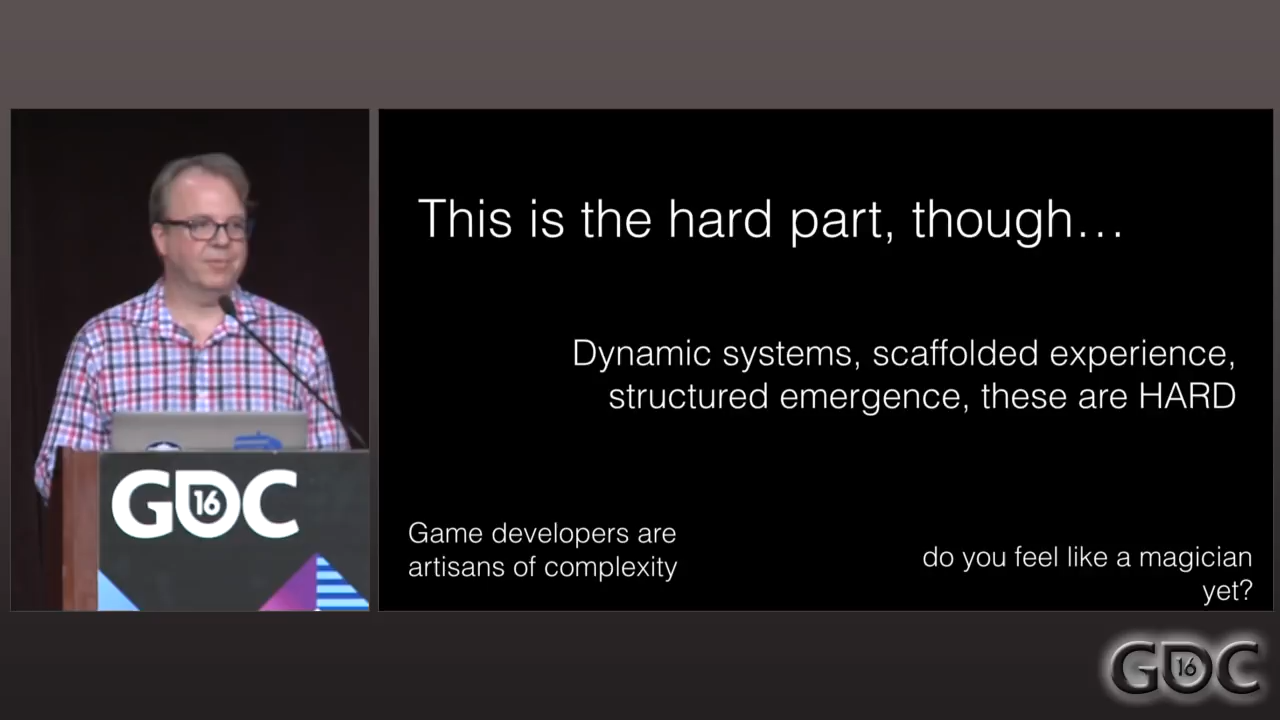 This is the hard part, though…
Dynamic systems, scaffolded experience,
structured emergence, these are HARD
Game developers are
artisans of complexity
do you feel like a magician
yet?
GDC
16
GDC
16